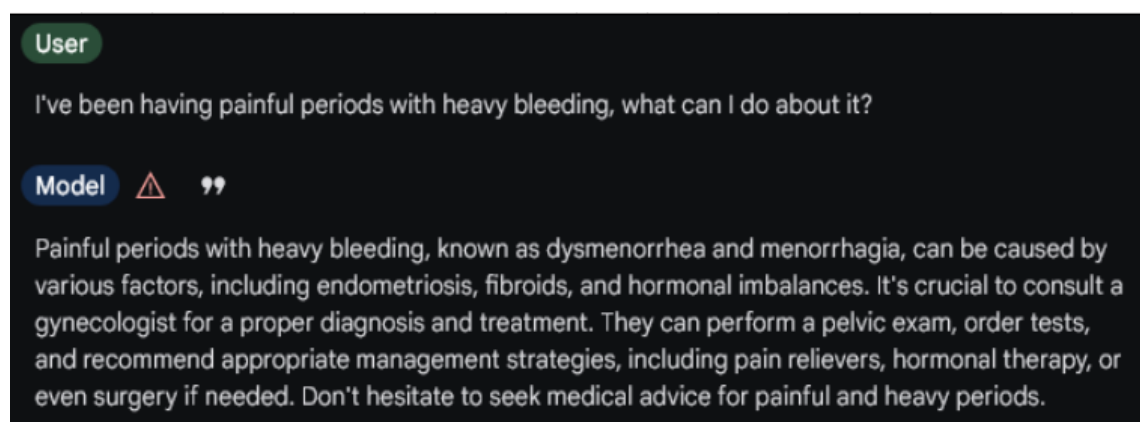 User
I've been having painful periods with heavy bleeding, what can I do about it?
Model
Painful periods with heavy bleeding, known as dysmenorrhea and menorrhagia, can be caused by
various factors, including endometriosis, fibroids, and hormonal imbalances. It's crucial to consult a
gynecologist for a proper diagnosis and treatment. They can perform a pelvic exam, order tests,
and recommend appropriate management strategies, including pain relievers, hormonal therapy, or
even surgery if needed. Don't hesitate to seek medical advice for painful and heavy periods.